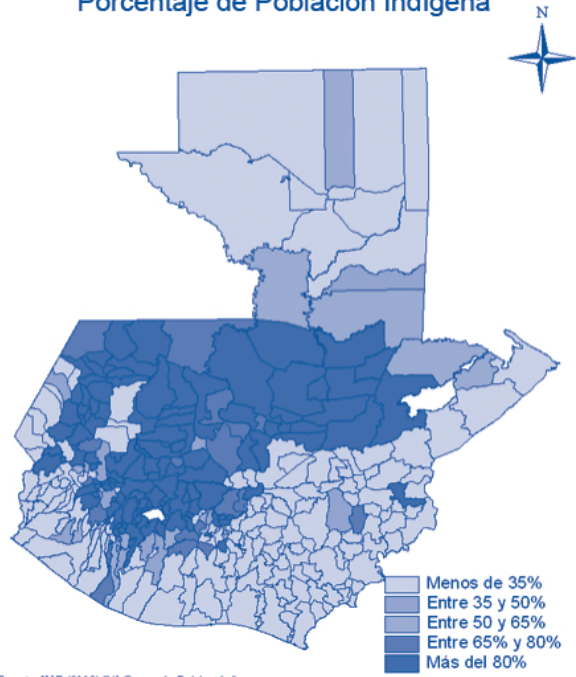 Porcentaje de Población Indígena
N
Menos de 35%
Entre 35 y 50%
Entre 50 y 65%
Entre 65% y 80%
Más del 80%